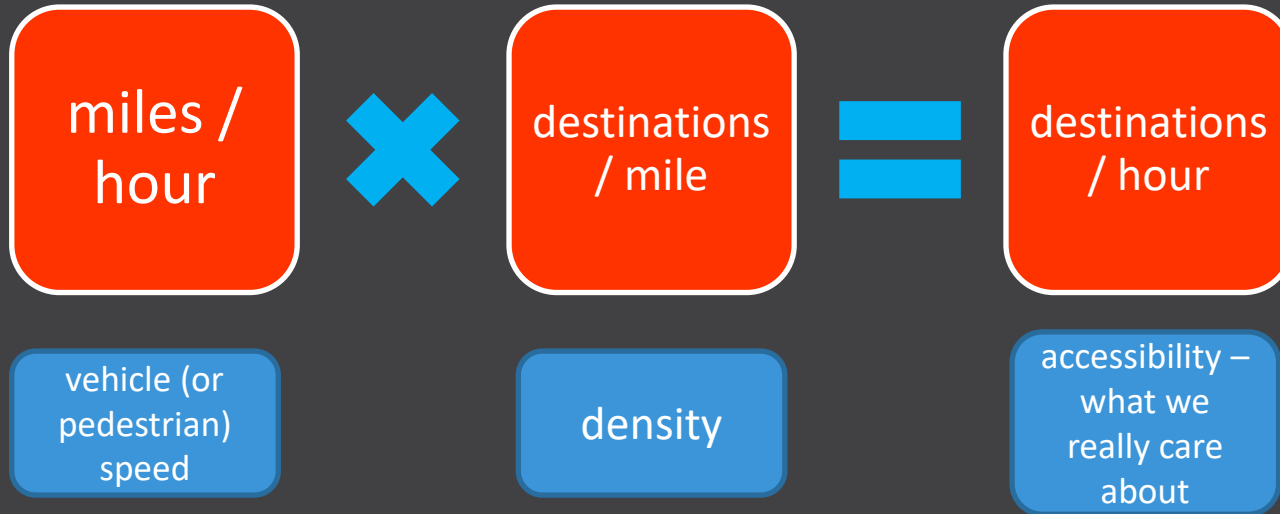 miles /
hour
destinations
/ mile
destinations
/ hour
vehicle (or
pedestrian)
speed
density
accessibility –
what we
really care
about